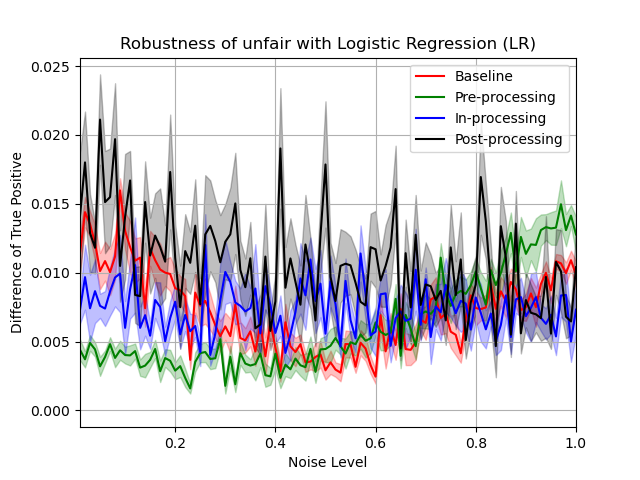 Robustness of unfair with Logistic Regression (LR)
Difference of True Positive
0.025
0.020
0.015
0.010
0.005
0.000
Baseline
Pre-processing
In-processing
Post-processing
0.2 0.4 0.6 0.8 1.0
Noise Level